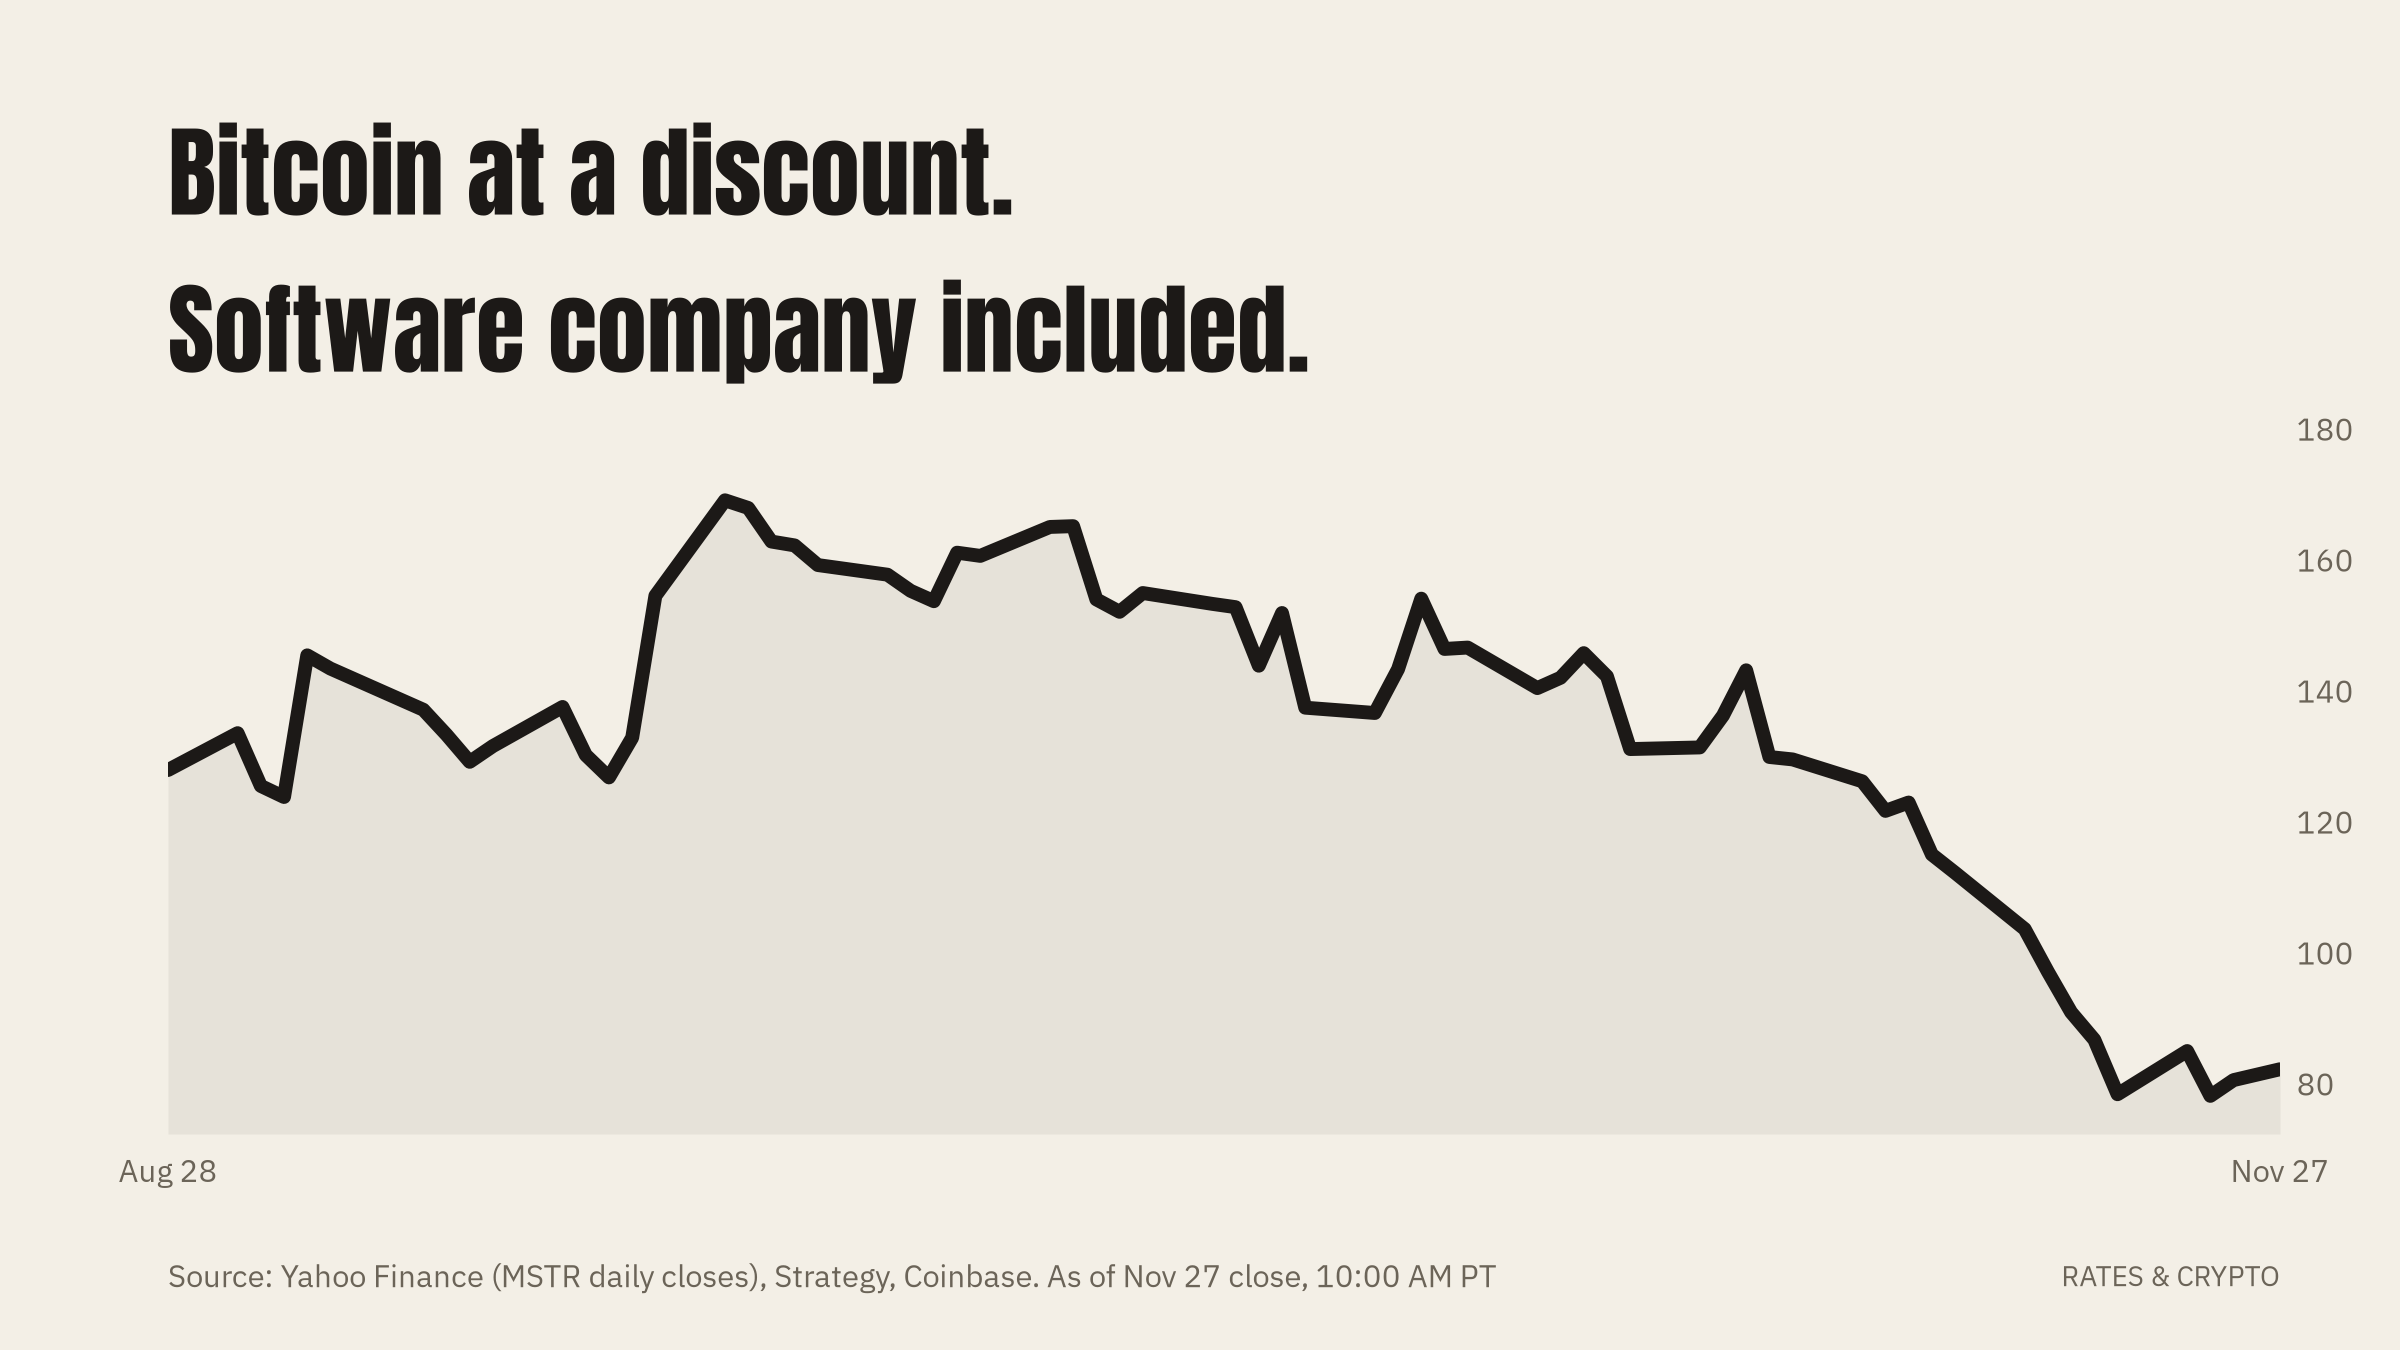 Bitcoin at a discount.
Software company included.
180
160
140
120
100
80
Aug 28
Nov 27
Source: Yahoo Finance (MSTR daily closes), Strategy, Coinbase. As of Nov 27 close, 10:00 AM PT
RATES & CRYPTO